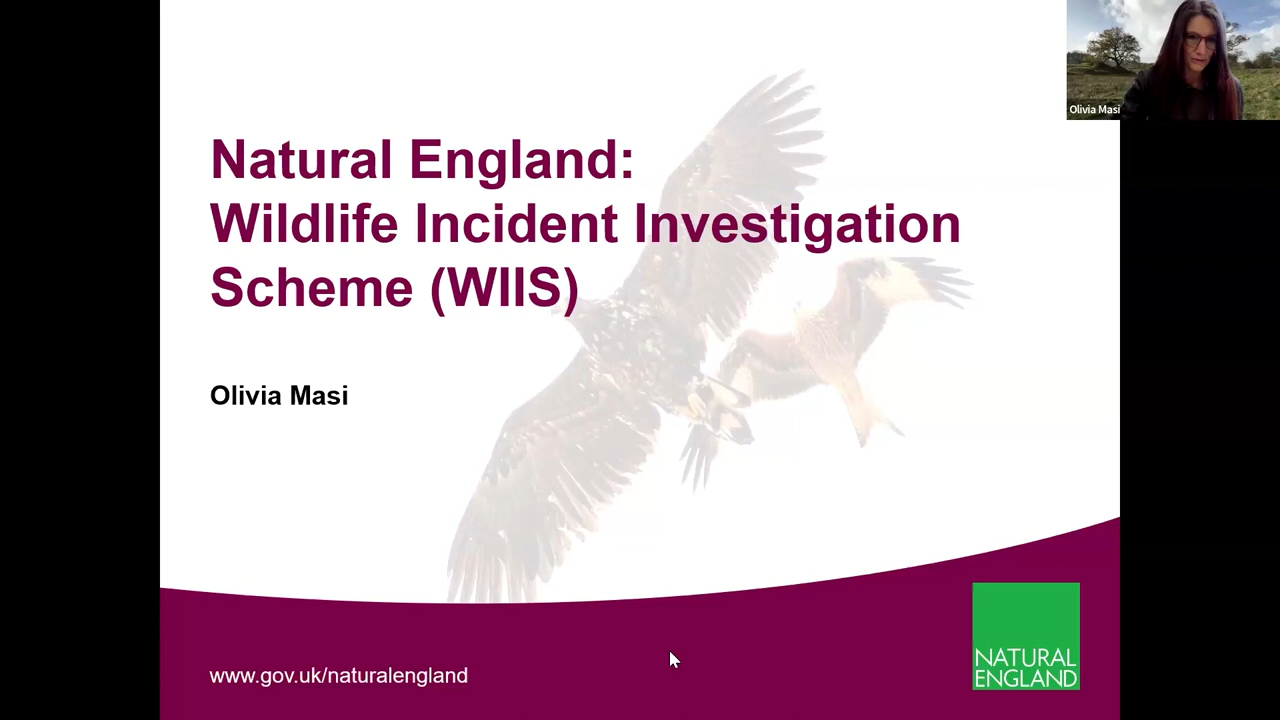 Olivia Masi
Natural England:
Wildlife Incident Investigation
Scheme (WIIS)
Olivia Masi
www.gov.uk/naturalengland
NATURAL
ENGLAND